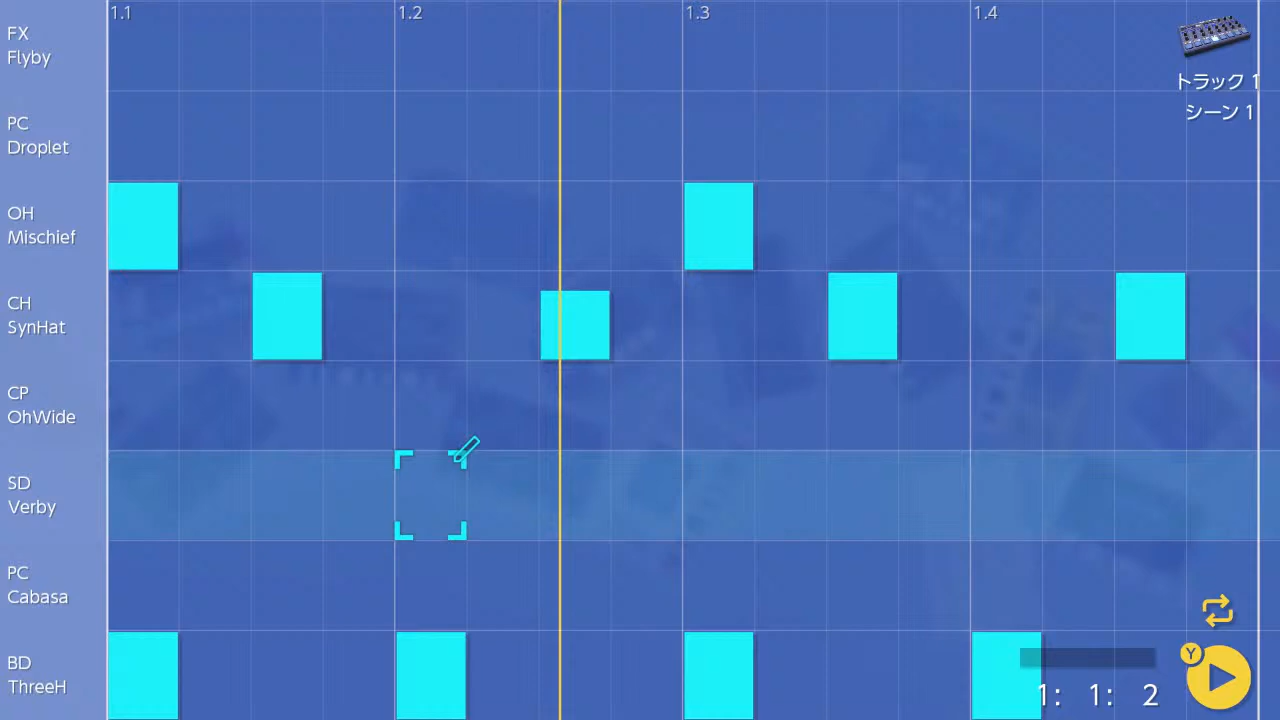 1.1
1.2
1.3
1.4
FX
Flyby
トラック 1
シーン 1
PC
Droplet
OH
Mischief
CH
SynHat
CP
OhWide
SD
Verby
PC
Cabasa
BD
ThreeH
Y
1: 1: 2